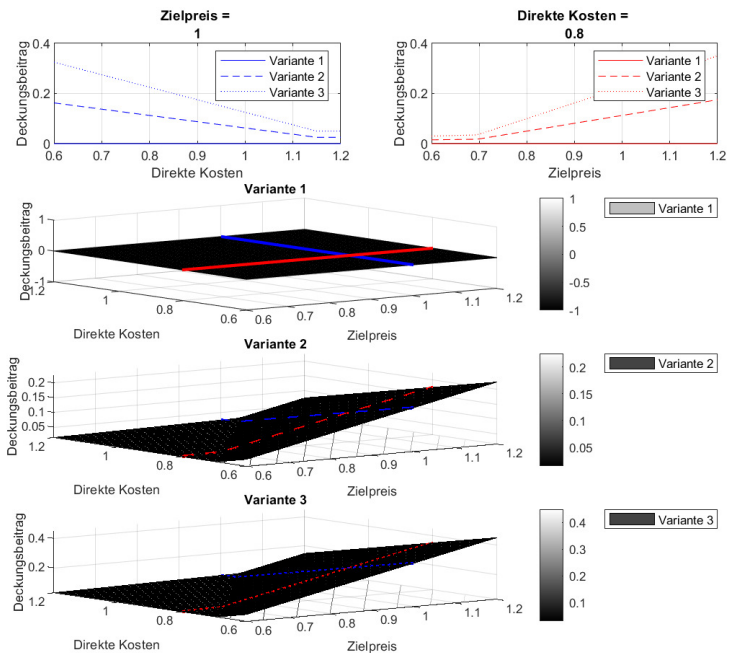 Zielpreis =
1
Direkte Kosten =
0.8
Deckungsbeitrag
0.4
0.2
0
Variante 1
Variante 2
Variante 3
0.6 0.7 0.8 0.9 1 1.1 1.2
Direkte Kosten
Deckungsbeitrag
0.4
0.2
0
Variante 1
Variante 2
Variante 3
0.6 0.7 0.8 0.9 1 1.1 1.2
Zielpreis
Variante 1
Deckungsbeitrag
1
0
-1
1.2 1 0.8 0.6
Direkte Kosten
0.6 0.7 0.8 0.9 1 1.1 1.2
Zielpreis
1
0.5
0
-0.5
-1
Variante 1
Variante 2
Deckungsbeitrag
0.2
0.15
0.1
0.05
1.2 1 0.8 0.6
Direkte Kosten
0.6 0.7 0.8 0.9 1 1.1 1.2
Zielpreis
0.2
0.15
0.1
0.05
Variante 2
Variante 3
Deckungsbeitrag
0.4
0.2
1.2 1 0.8 0.6
Direkte Kosten
0.6 0.7 0.8 0.9 1 1.1 1.2
Zielpreis
0.4
0.3
0.2
0.1
Variante 3